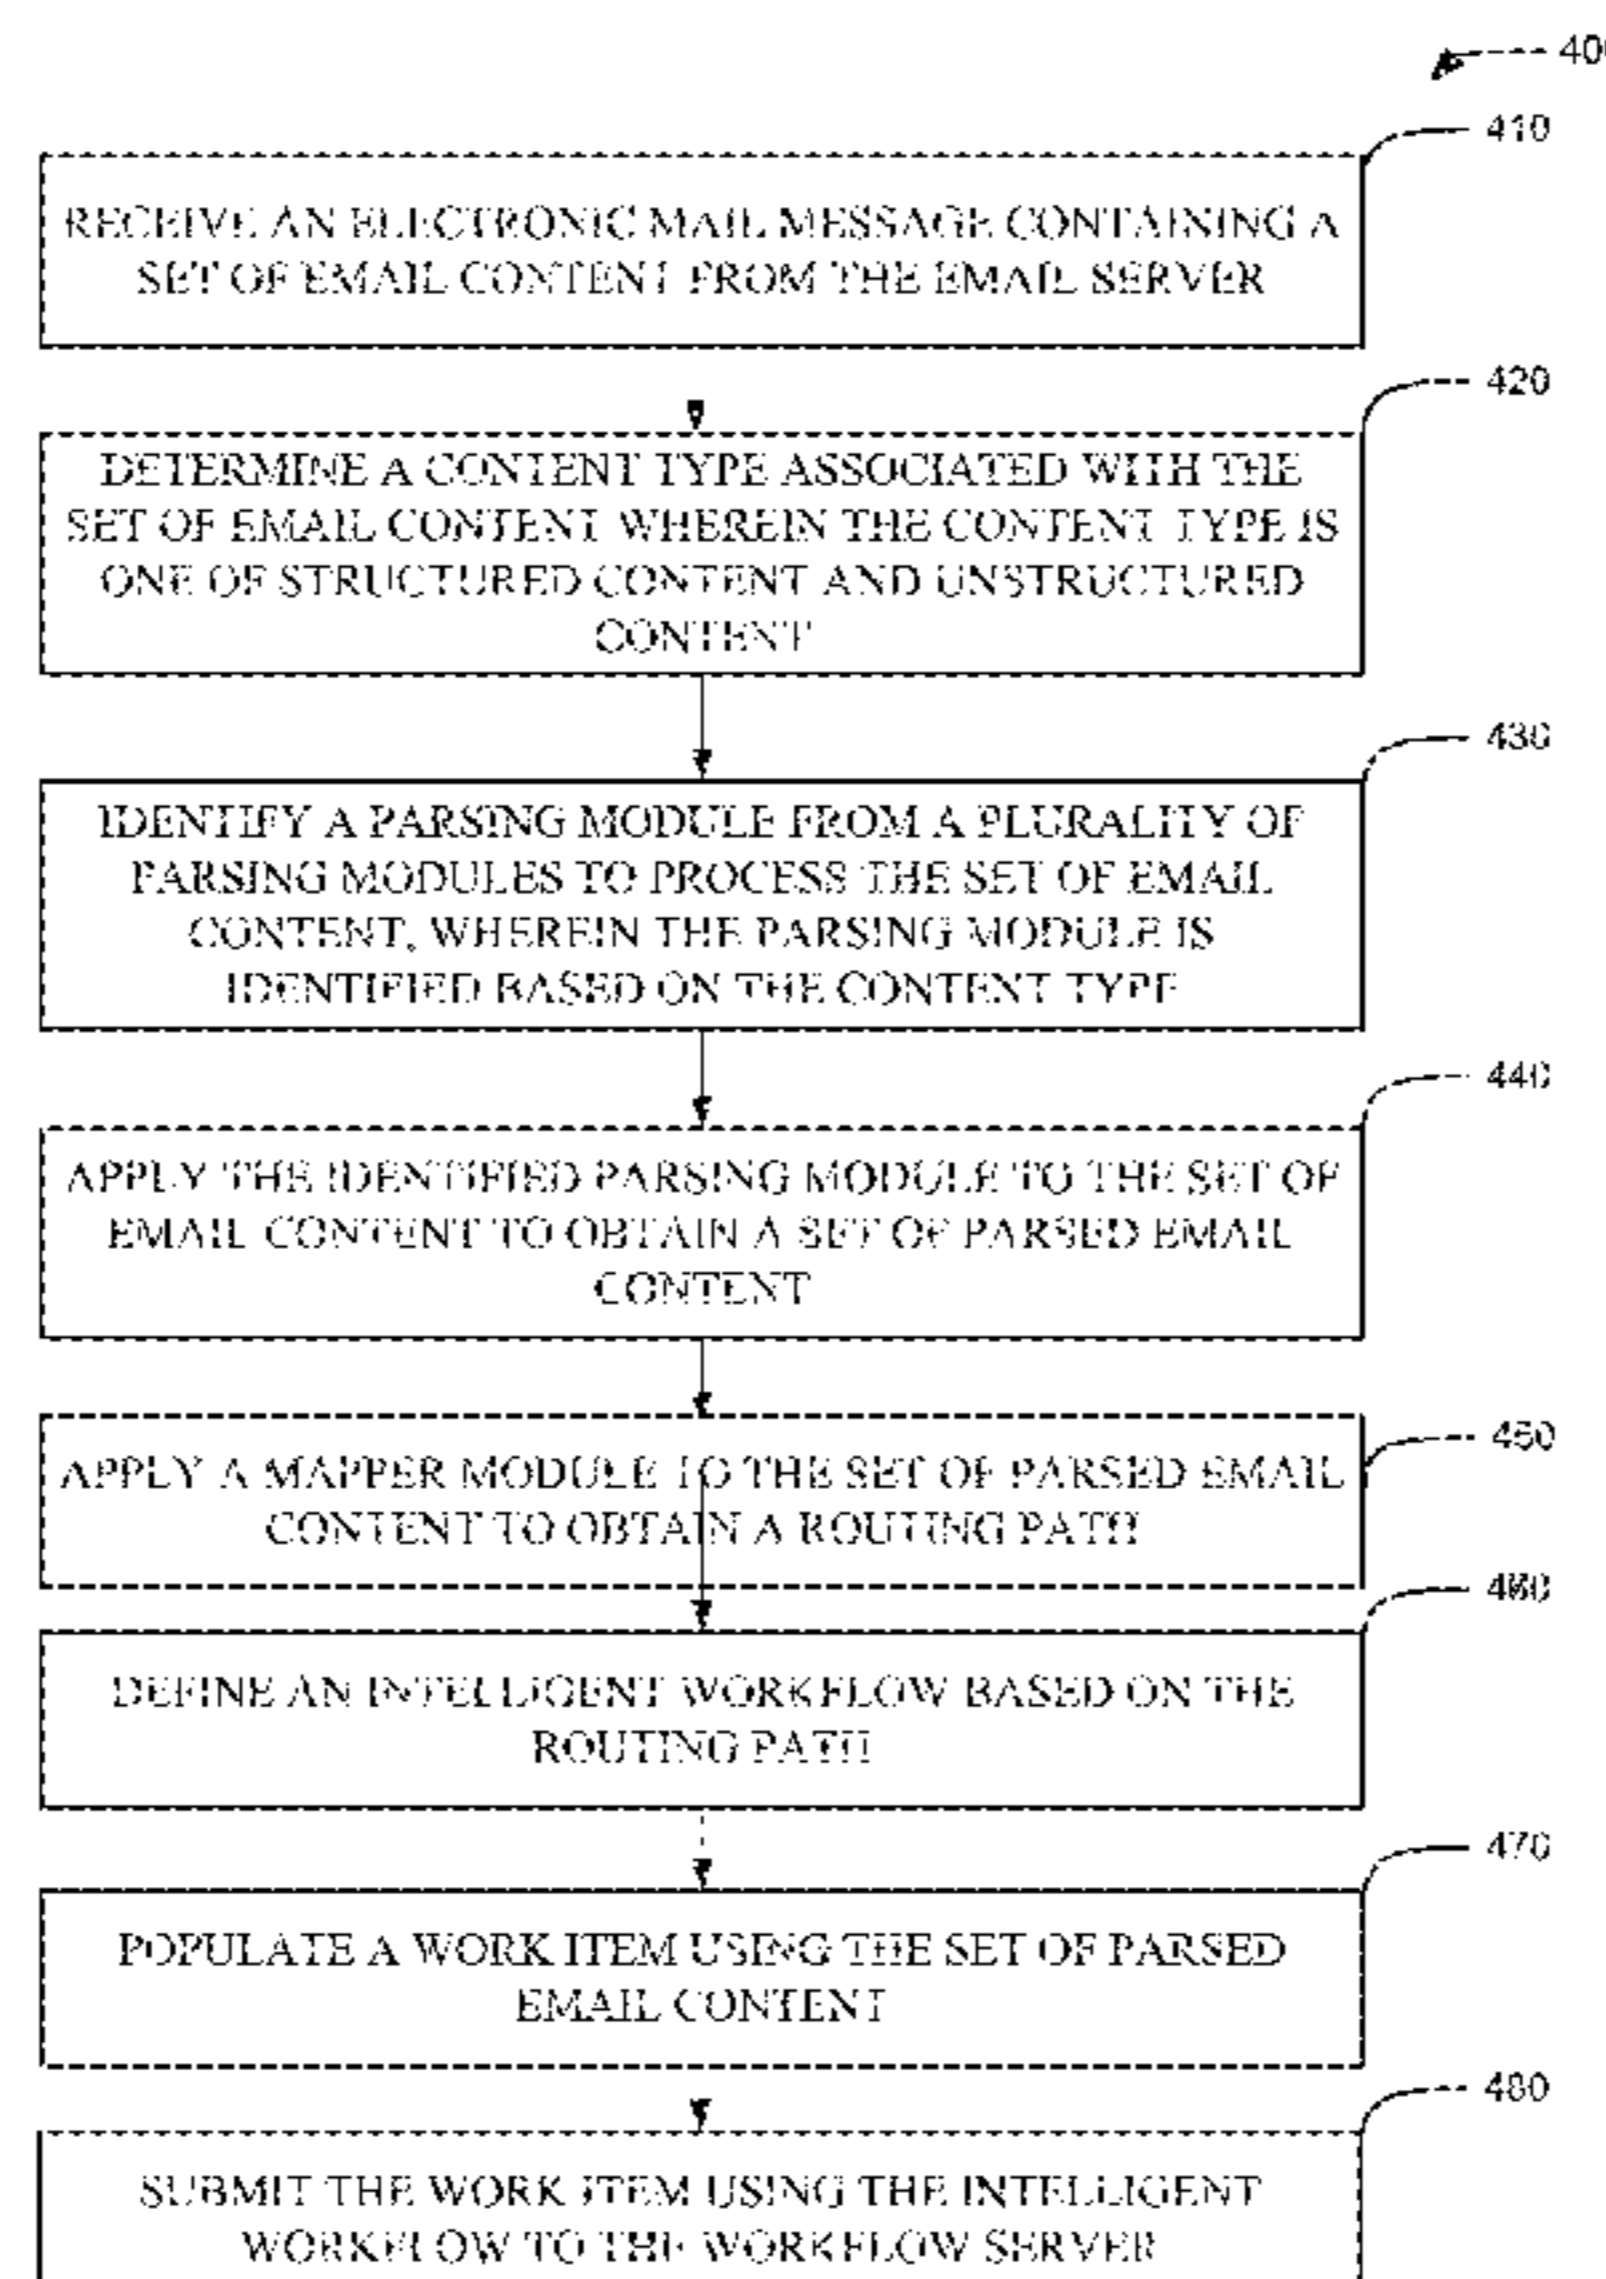 400
410
RECEIVE AN ELECTRONIC MAIL MESSAGE CONTAINING A
SET OF EMAIL CONTENT FROM THE EMAIL SERVER
420
DETERMINE A CONTENT TYPE ASSOCIATED WITH THE
SET OF EMAIL CONTENT WHEREIN THE CONTENT TYPE IS
ONE OF STRUCTURED CONTENT AND UNSTRUCTURED
CONTENT
430
IDENTIFY A PARSING MODULE FROM A PLURALITY OF
PARSING MODULES TO PROCESS THE SET OF EMAIL
CONTENT, WHEREIN THE PARSING MODULE IS
IDENTIFIED BASED ON THE CONTENT TYPE
440
APPLY THE IDENTIFIED PARSING MODULE TO THE SET OF
EMAIL CONTENT TO OBTAIN A SET OF PARSED EMAIL
CONTENT
450
APPLY A MAPPER MODULE TO THE SET OF PARSED EMAIL
CONTENT TO OBTAIN A ROUTING PATH
460
DEFINE AN INTELLIGENT WORKFLOW BASED ON THE
ROUTING PATH
470
POPULATE A WORK ITEM USING THE SET OF PARSED
EMAIL CONTENT
480
SUBMIT THE WORK ITEM USING THE INTELLIGENT
WORKFLOW TO THE WORKFLOW SERVER